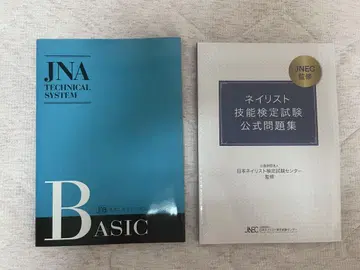 JNA
TECHNICAL
SYSTEM
BASIC
JNEC
監修
ネイリスト
技能検定試験
公式問題集
日本ネイリスト検定試験センター
監修
JNEC